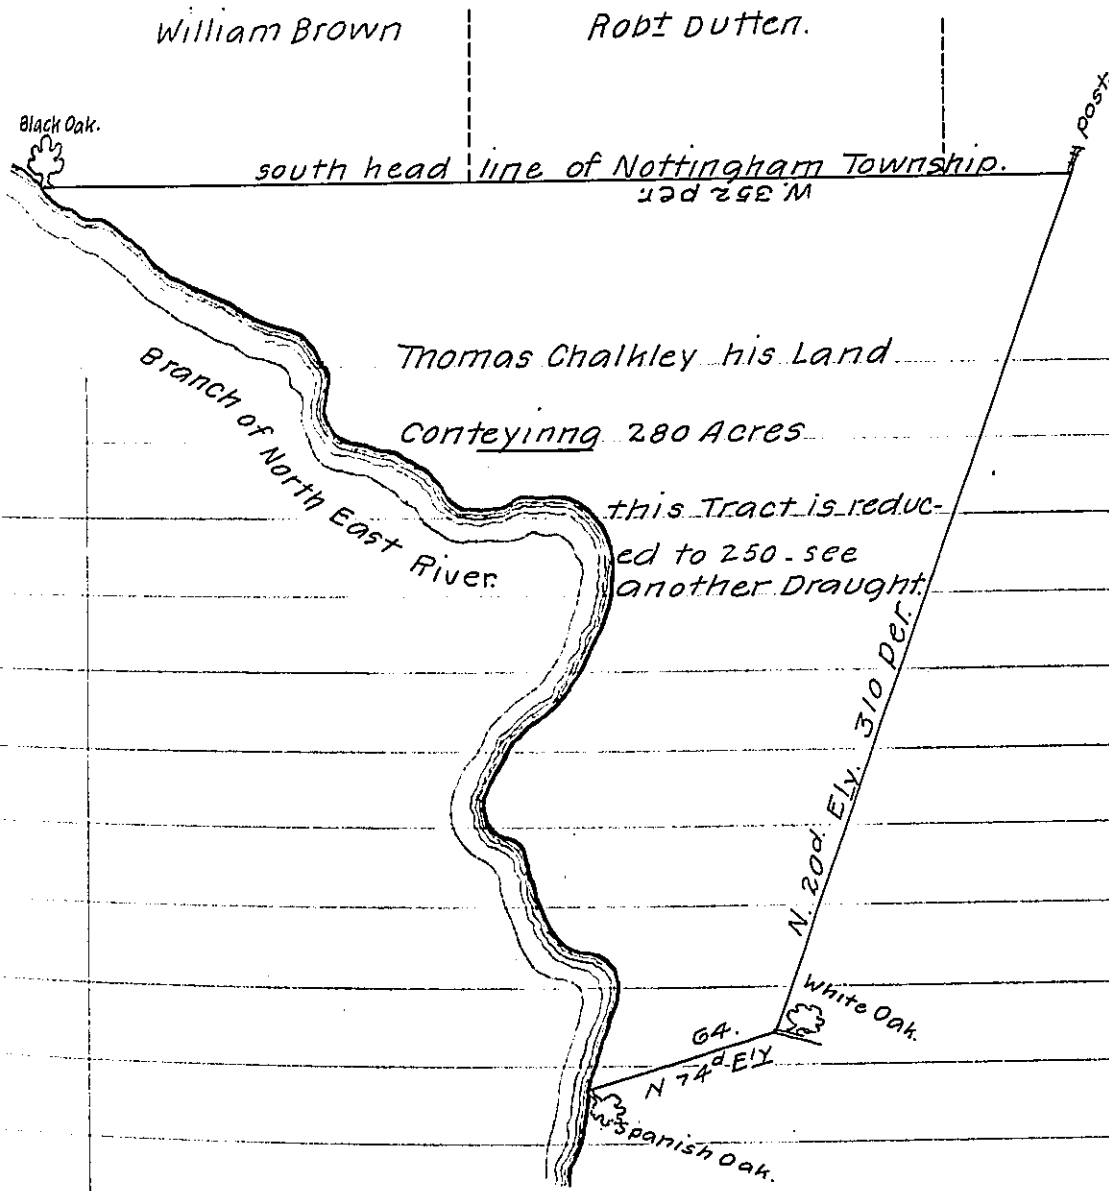 William Brown
Robt Dutten.
Post.
Black Oak.
south head line of Nottingham Township.
W. 352 per
Thomas Chalkley his Land
Conteyinng 280 Acres
this Tract is reduc-
ed to 250 - see
another Draught.
Branch of North East River.
N. 20d. Ely. 310 per.
White Oak.
64.
N 74d Ely
Spanish Oak.